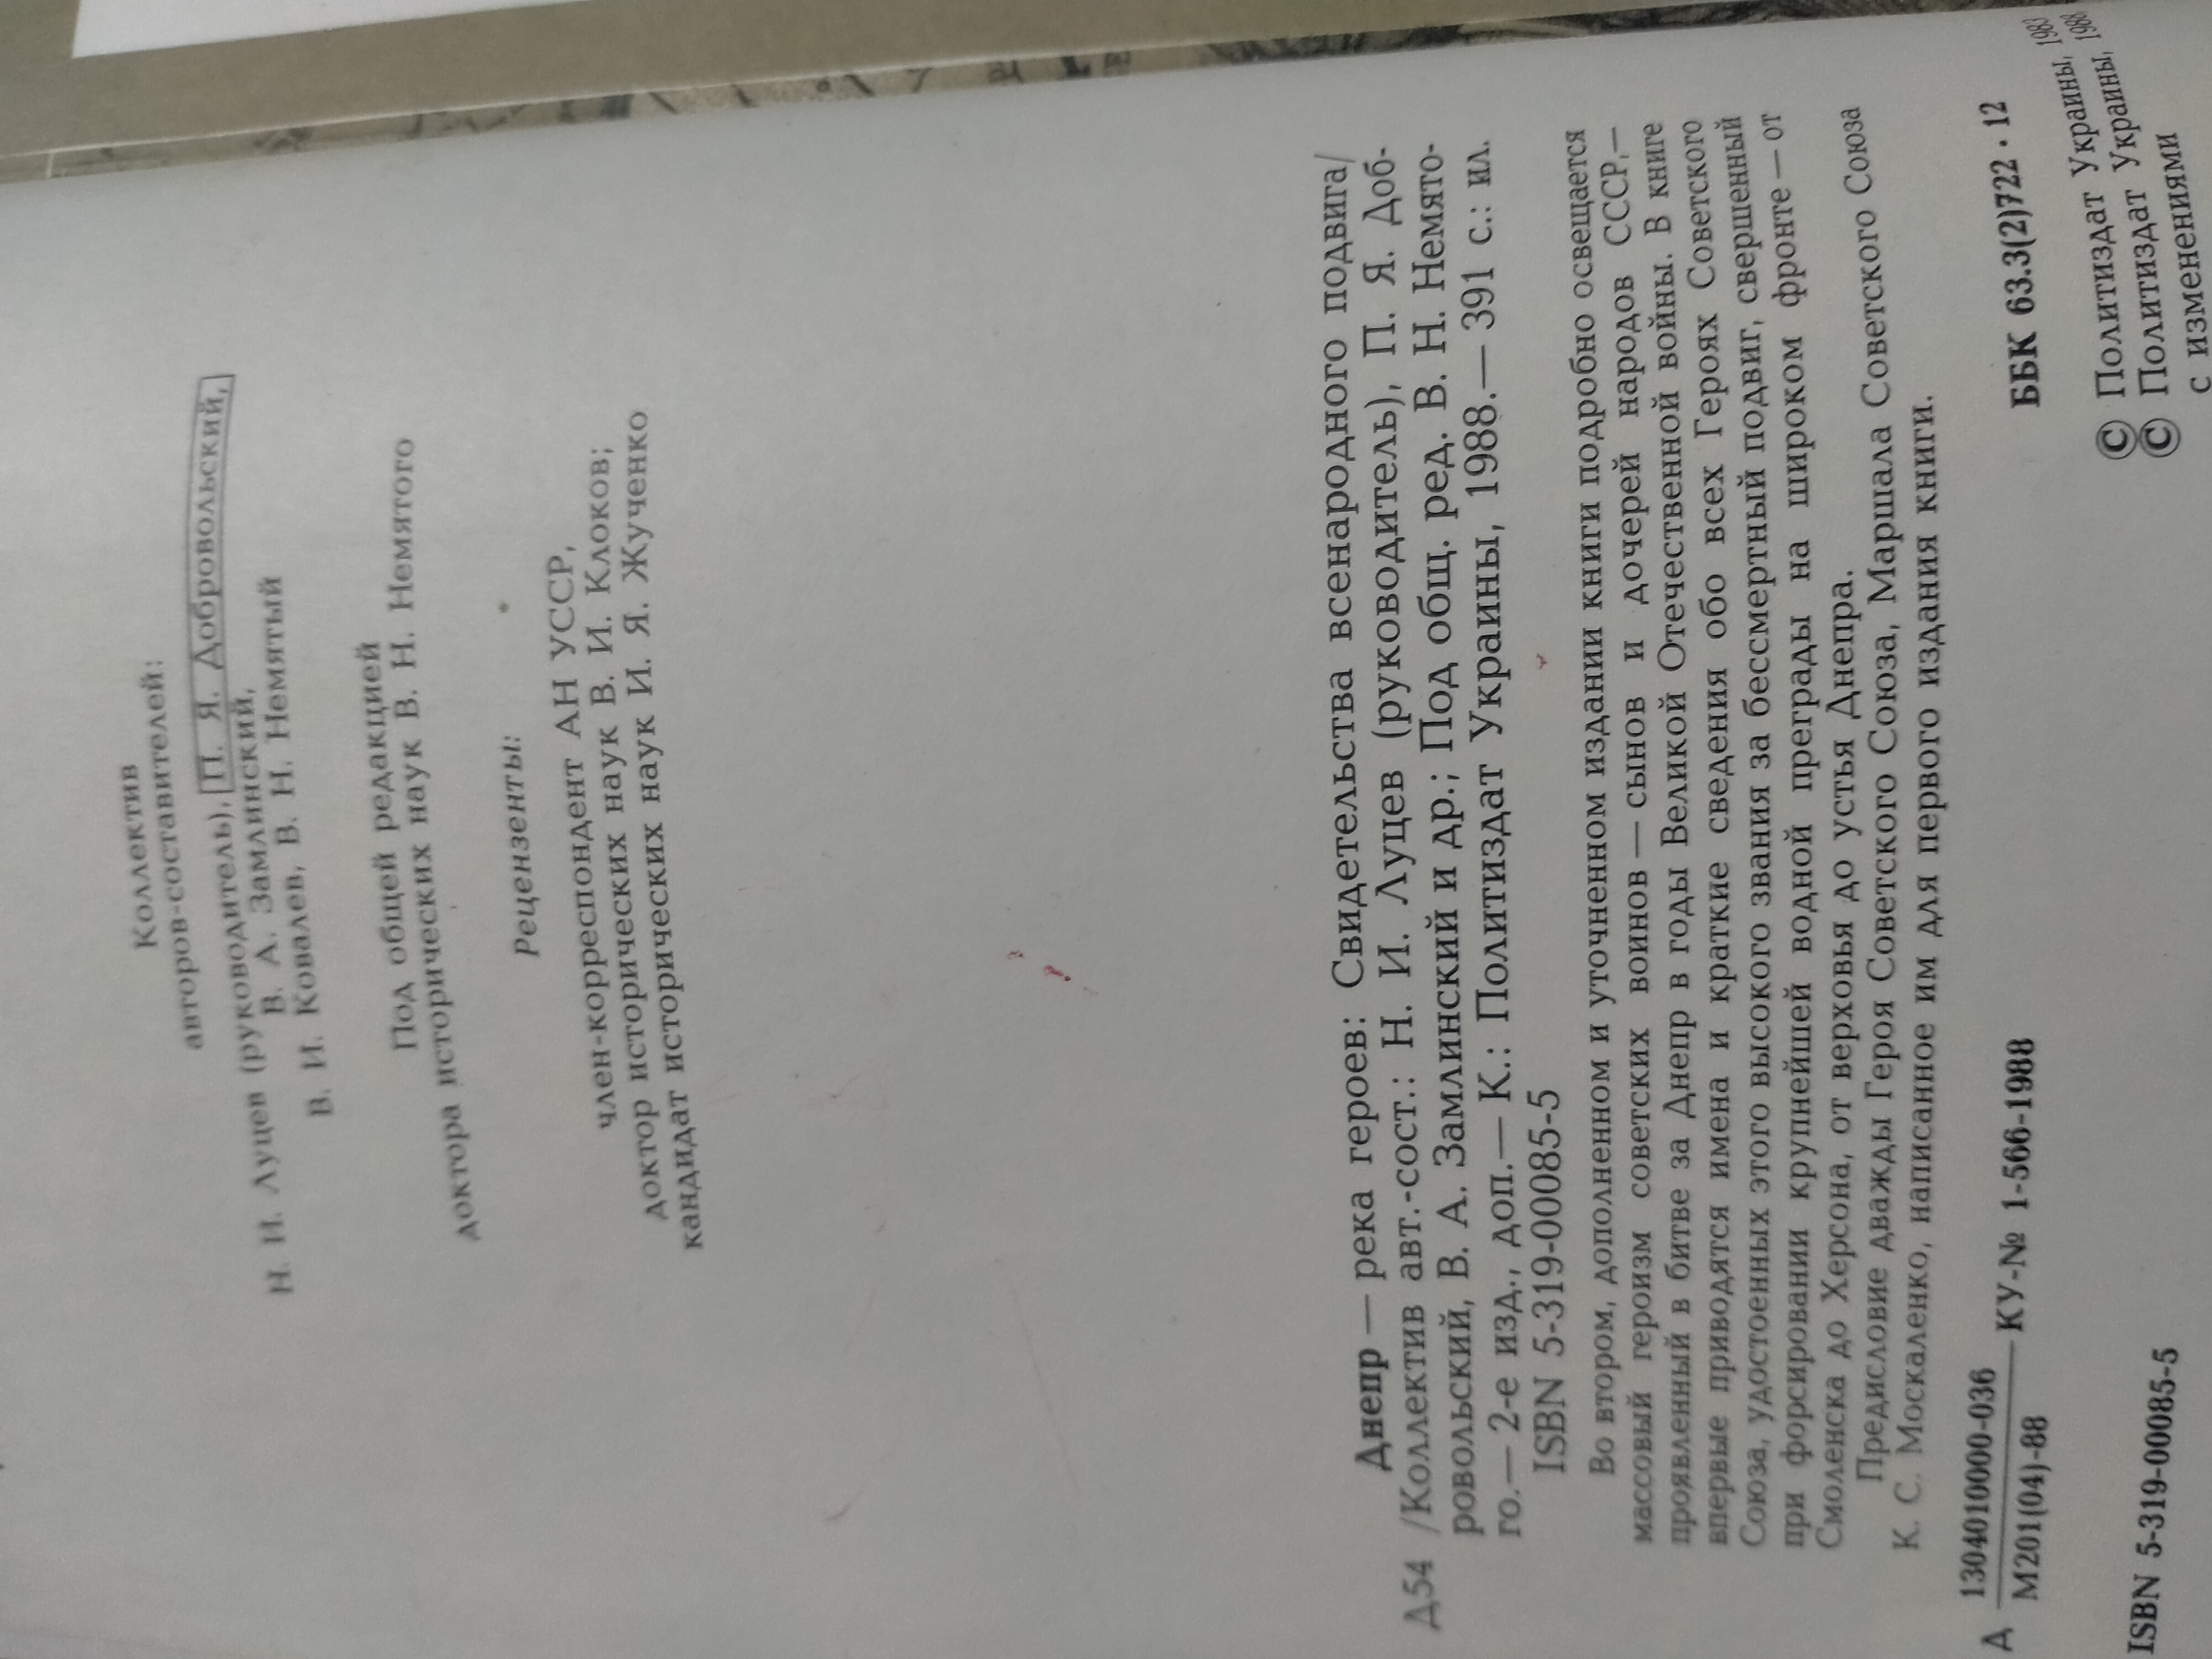 Коллектив
авторов-составителей:
Н. И. Луцев (руководитель), П. Я. Добровольский,
В. А. Замлинский,
В. И. Ковалев, В. Н. Немятый
Под общей редакцией
доктора исторических наук В. Н. Немятого
Рецензенты:
член-корреспондент АН УССР,
доктор исторических наук В. И. Клоков;
кандидат исторических наук И. Я. Жученко
Днепр — река героев: Свидетельства всенародного подвига/
Д54 /Коллектив авт.-сост.: Н. И. Луцев (руководитель), П. Я. Доб-
ровольский, В. А. Замлинский и др.; Под общ. ред. В. Н. Немято-
го.— 2-е изд., доп.— К.: Политиздат Украины, 1988.— 391 с.: ил.
ISBN 5-319-00085-5
Во втором, дополненном и уточненном издании книги подробно освещается
массовый героизм советских воинов — сынов и дочерей народов СССР,—
проявленный в битве за Днепр в годы Великой Отечественной войны. В книге
впервые приводятся имена и краткие сведения обо всех Героях Советского
Союза, удостоенных этого высокого звания за бессмертный подвиг, свершенный
при форсировании крупнейшей водной преграды на широком фронте — от
Смоленска до Херсона, от верховья до устья Днепра.
Предисловие дважды Героя Советского Союза, Маршала Советского Союза
К. С. Москаленко, написанное им для первого издания книги.
Д 1304010000-036
М201(04)-88
КУ-№ 1-566-1988
ББК 63.3(2)722 · 12
© Политиздат Украины, 1983
© Политиздат Украины, 1988
с изменениями
ISBN 5-319-00085-5